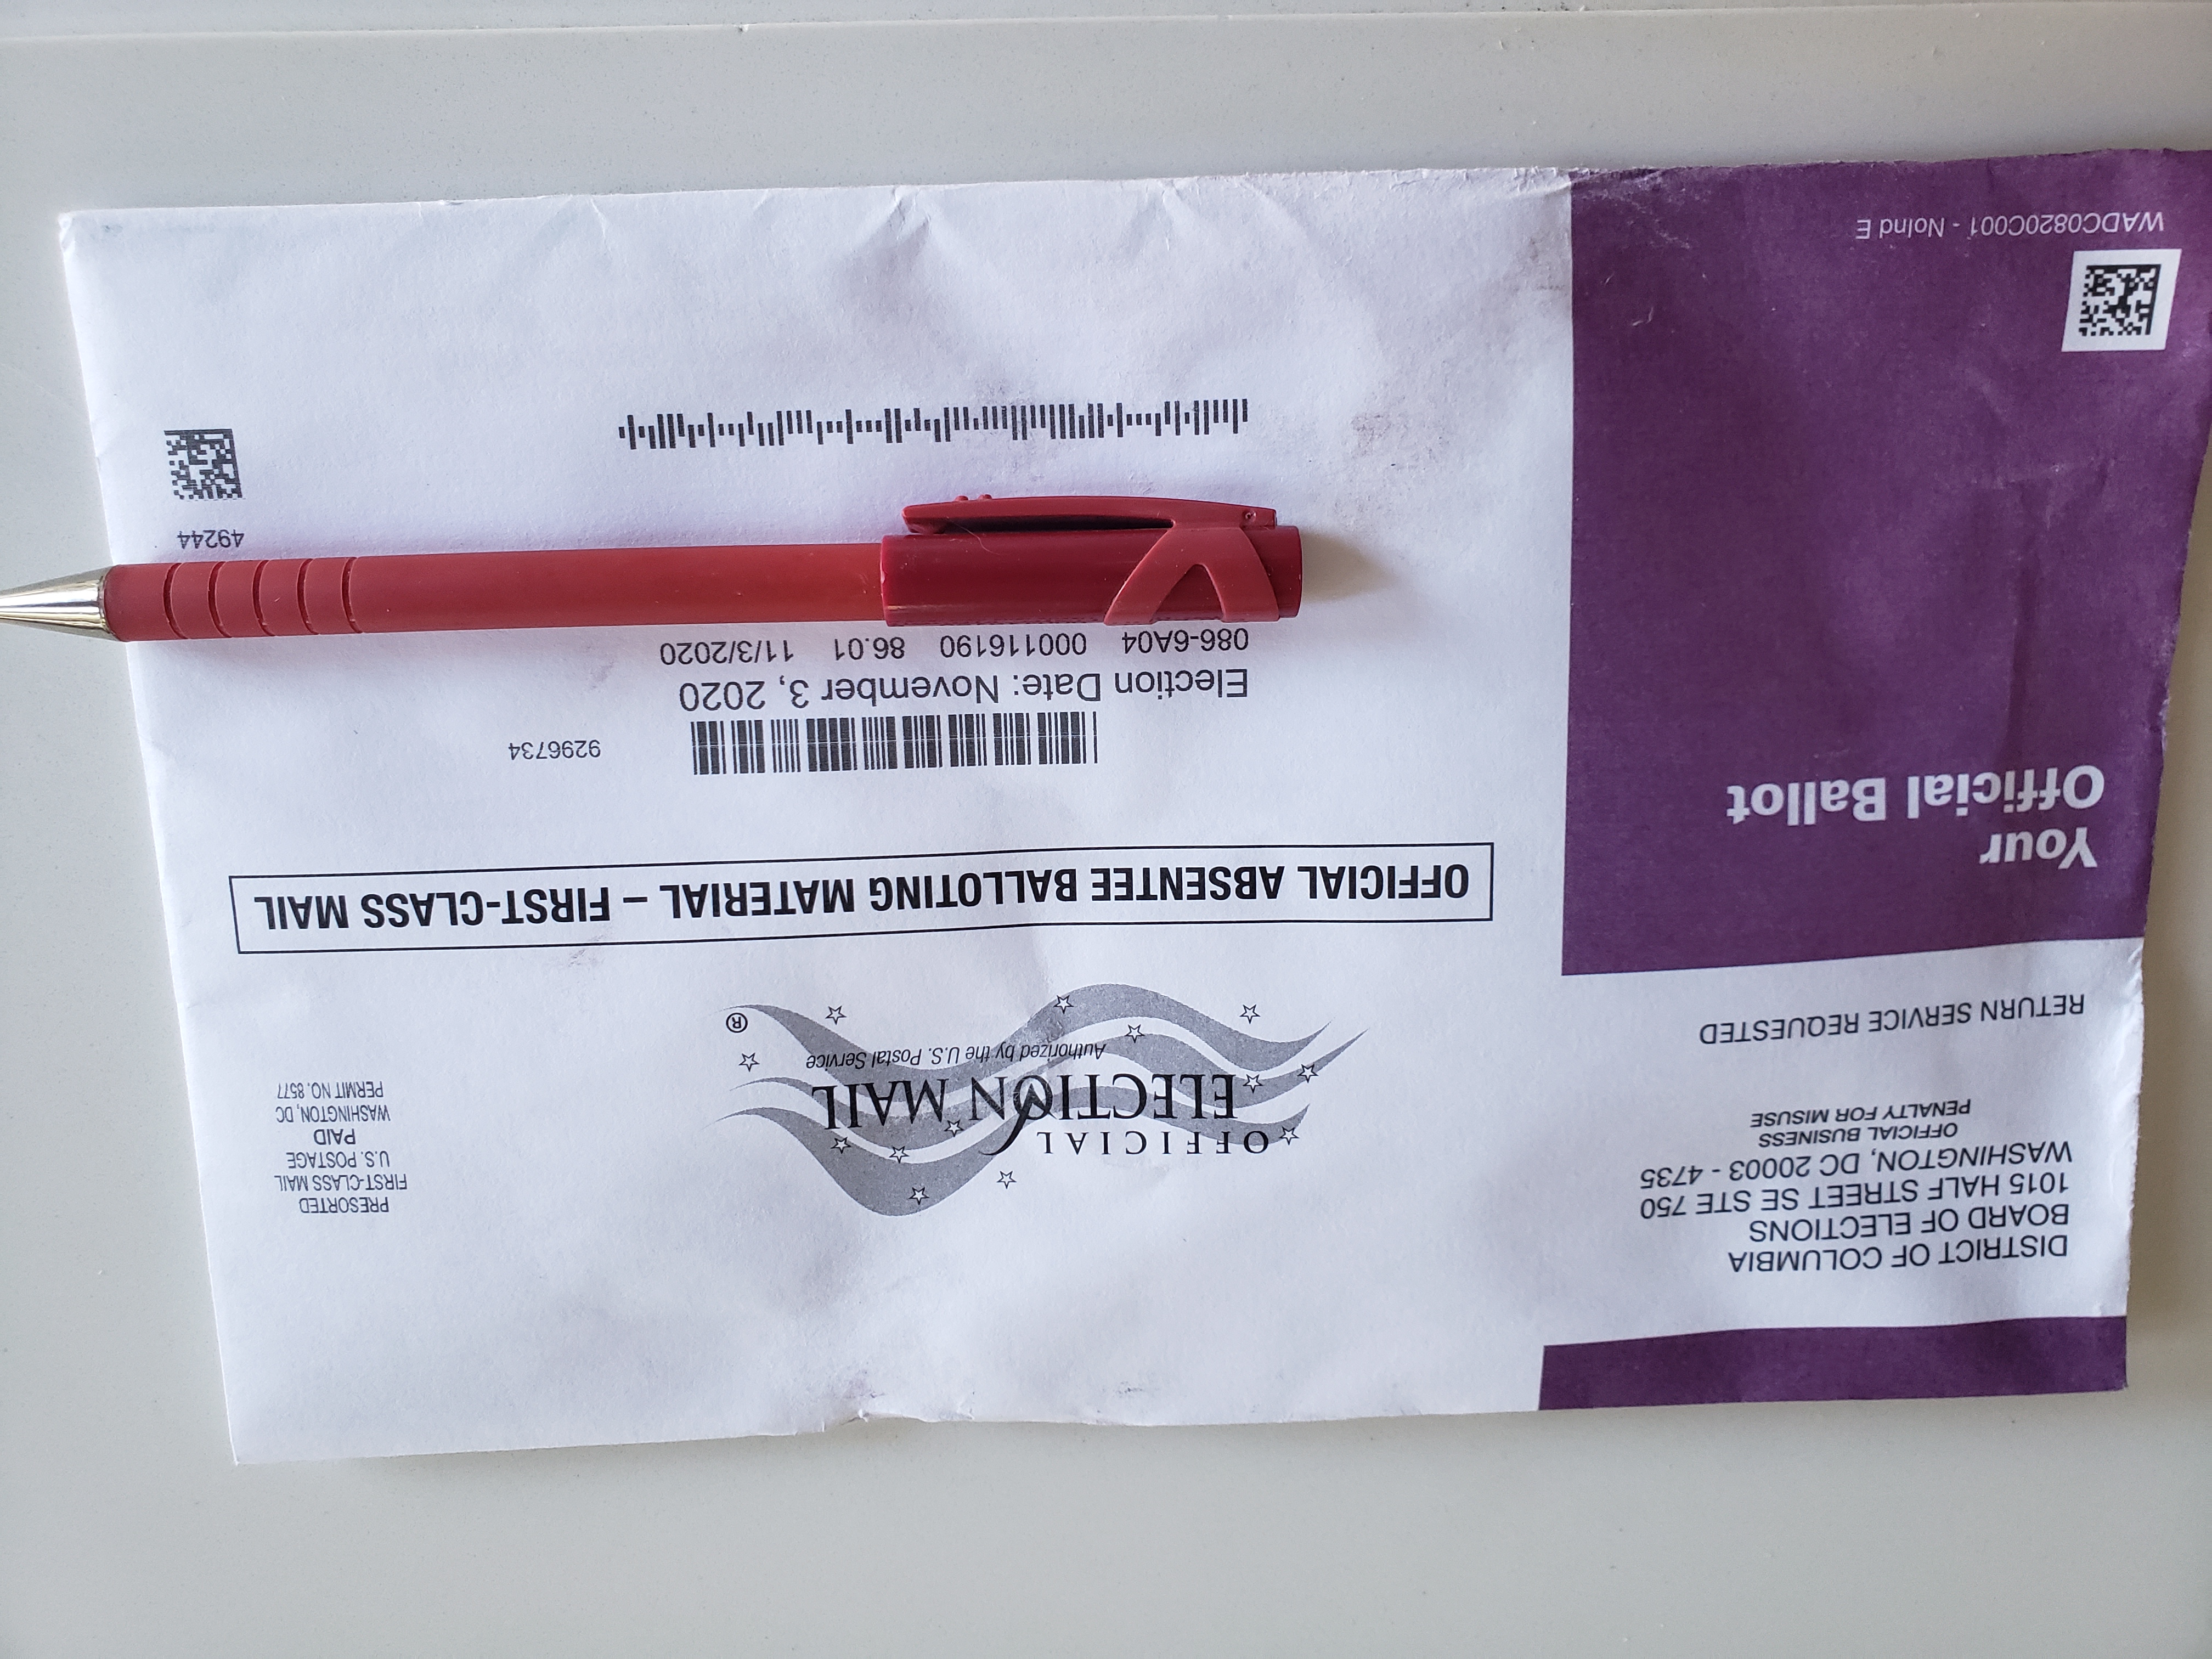 DISTRICT OF COLUMBIA
BOARD OF ELECTIONS
1015 HALF STREET SE STE 750
WASHINGTON, DC 20003 - 4735
OFFICIAL BUSINESS
PENALTY FOR MISUSE
RETURN SERVICE REQUESTED
Your
Official Ballot
WADC0820C001 - NoInd E
OFFICIAL
ELECTION MAIL
Authorized by the U.S. Postal Service
®
PRESORTED
FIRST-CLASS MAIL
U.S. POSTAGE
PAID
WASHINGTON, DC
PERMIT NO. 8577
OFFICIAL ABSENTEE BALLOTING MATERIAL – FIRST-CLASS MAIL
9296734
Election Date: November 3, 2020
086-6A04 000116190 86.01 11/3/2020
49244